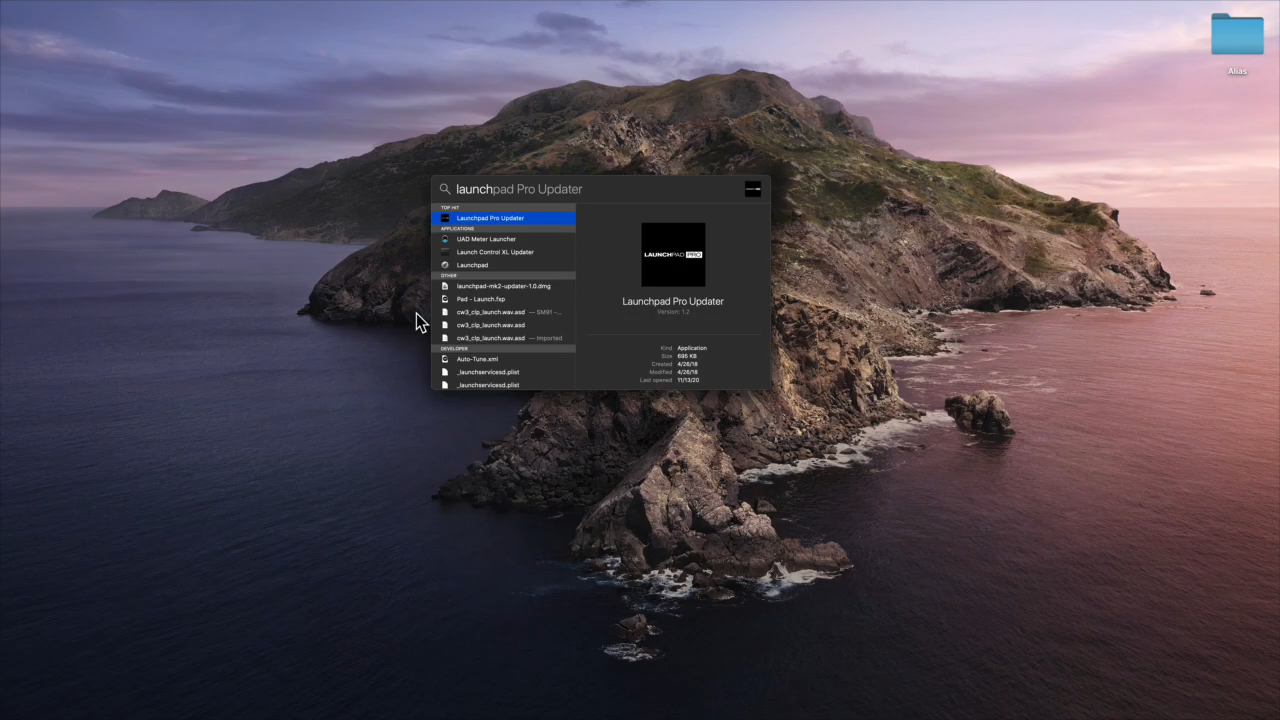 Alias
launchpad Pro Updater
TOP HIT
Launchpad Pro Updater
APPLICATIONS
UAD Meter Launcher
Launch Control XL Updater
Launchpad
OTHER
launchpad-mk2-updater-1.0.dmg
Pad - Launch.fxp
cw3_clp_launch.wav.asd — SM91 -...
cw3_clp_launch.wav.asd
cw3_clp_launch.wav.asd — Imported
DEVELOPER
Auto-Tune.xml
_launchservicesd.plist
_launchservicesd.plist
LAUNCHPAD PRO
Launchpad Pro Updater
Version: 1.2
Kind Application
Size 695 KB
Created 4/26/18
Modified 4/26/18
Last opened 11/13/20